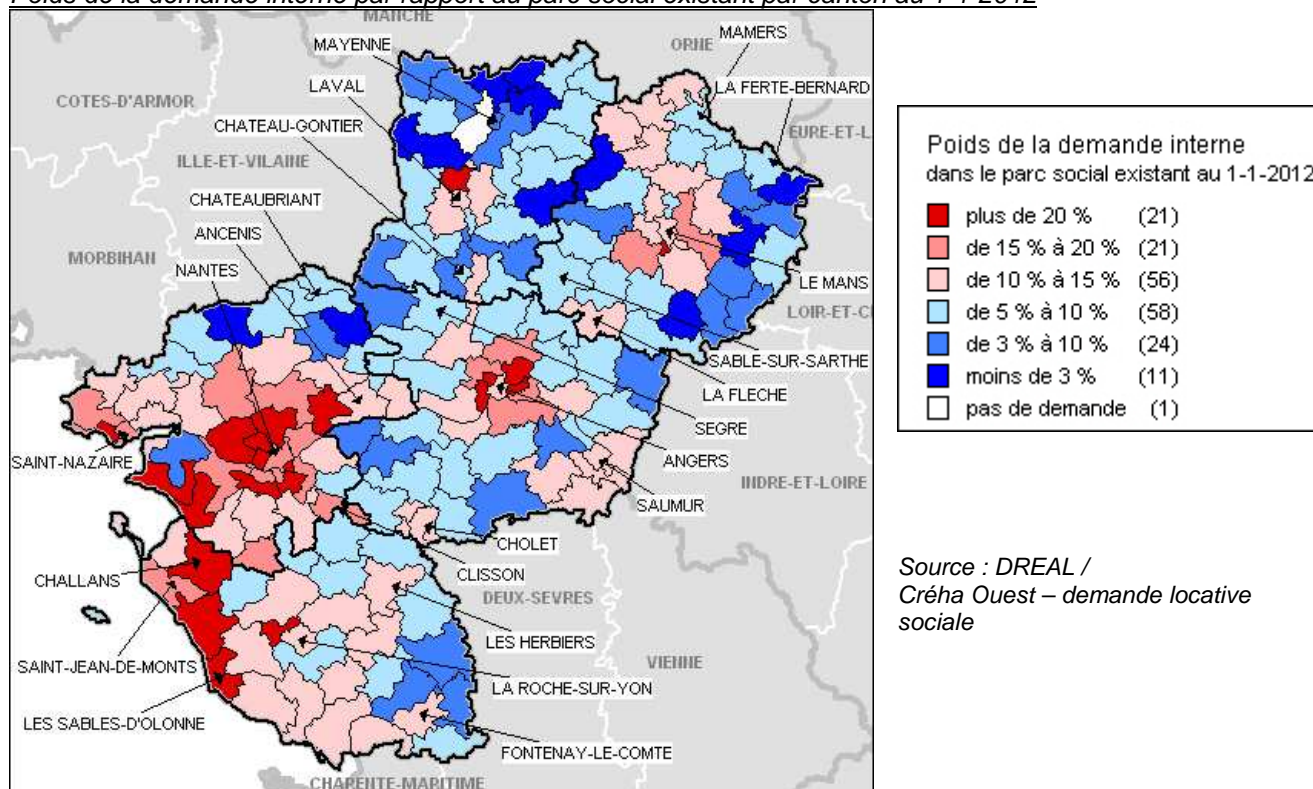 Poids de la demande interne par rapport au parc social existant par canton au 1-1-2012
MANCHE
MAYENNE
ORNE
MAMERS
LAVAL
LA FERTE-BERNARD
COTES-D'ARMOR
CHATEAU-GONTIER
EURE-ET-L
ILLE-ET-VILAINE
CHATEAUBRIANT
ANCENIS
MORBIHAN
NANTES
LE MANS
LOIR-ET-C
SABLE-SUR-SARTHE
LA FLECHE
SEGRE
SAINT-NAZAIRE
ANGERS
INDRE-ET-LOIRE
SAUMUR
CHOLET
CHALLANS
CLISSON
DEUX-SEVRES
LES HERBIERS
SAINT-JEAN-DE-MONTS
VIENNE
LA ROCHE-SUR-YON
LES SABLES-D'OLONNE
FONTENAY-LE-COMTE
CHARENTE-MARITIME
Poids de la demande interne
dans le parc social existant au 1-1-2012
plus de 20 % (21)
de 15 % à 20 % (21)
de 10 % à 15 % (56)
de 5 % à 10 % (58)
de 3 % à 10 % (24)
moins de 3 % (11)
pas de demande (1)
Source : DREAL /
Créha Ouest – demande locative
sociale